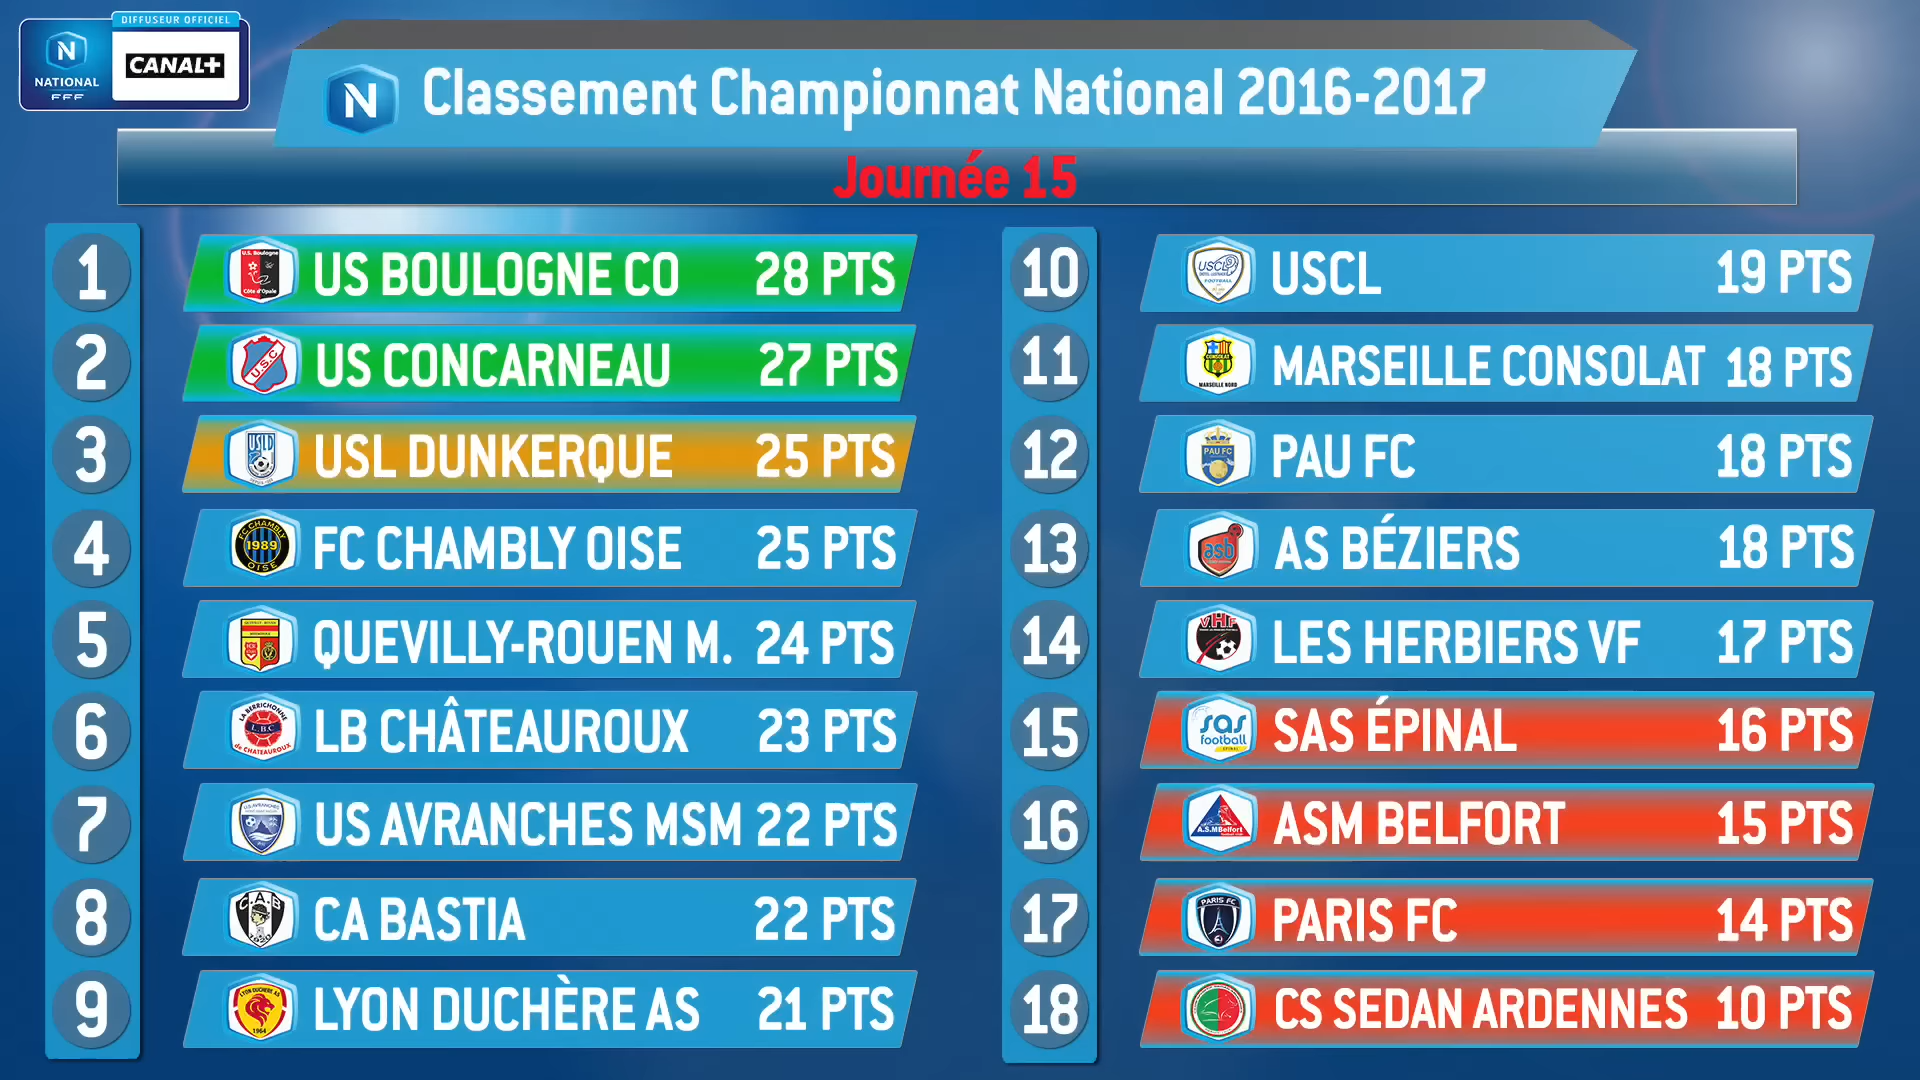 DIFFUSEUR OFFICIEL
N
NATIONAL
FFF
CANAL+
N
Classement Championnat National 2016-2017
Journée 15
1 US BOULOGNE CO 28 PTS
2 US CONCARNEAU 27 PTS
3 USL DUNKERQUE 25 PTS
4 FC CHAMBLY OISE 25 PTS
5 QUEVILLY-ROUEN M. 24 PTS
6 LB CHÂTEAUROUX 23 PTS
7 US AVRANCHES MSM 22 PTS
8 CA BASTIA 22 PTS
9 LYON DUCHÈRE AS 21 PTS
10 USCL 19 PTS
11 MARSEILLE CONSOLAT 18 PTS
12 PAU FC 18 PTS
13 AS BÉZIERS 18 PTS
14 LES HERBIERS VF 17 PTS
15 SAS ÉPINAL 16 PTS
16 ASM BELFORT 15 PTS
17 PARIS FC 14 PTS
18 CS SEDAN ARDENNES 10 PTS